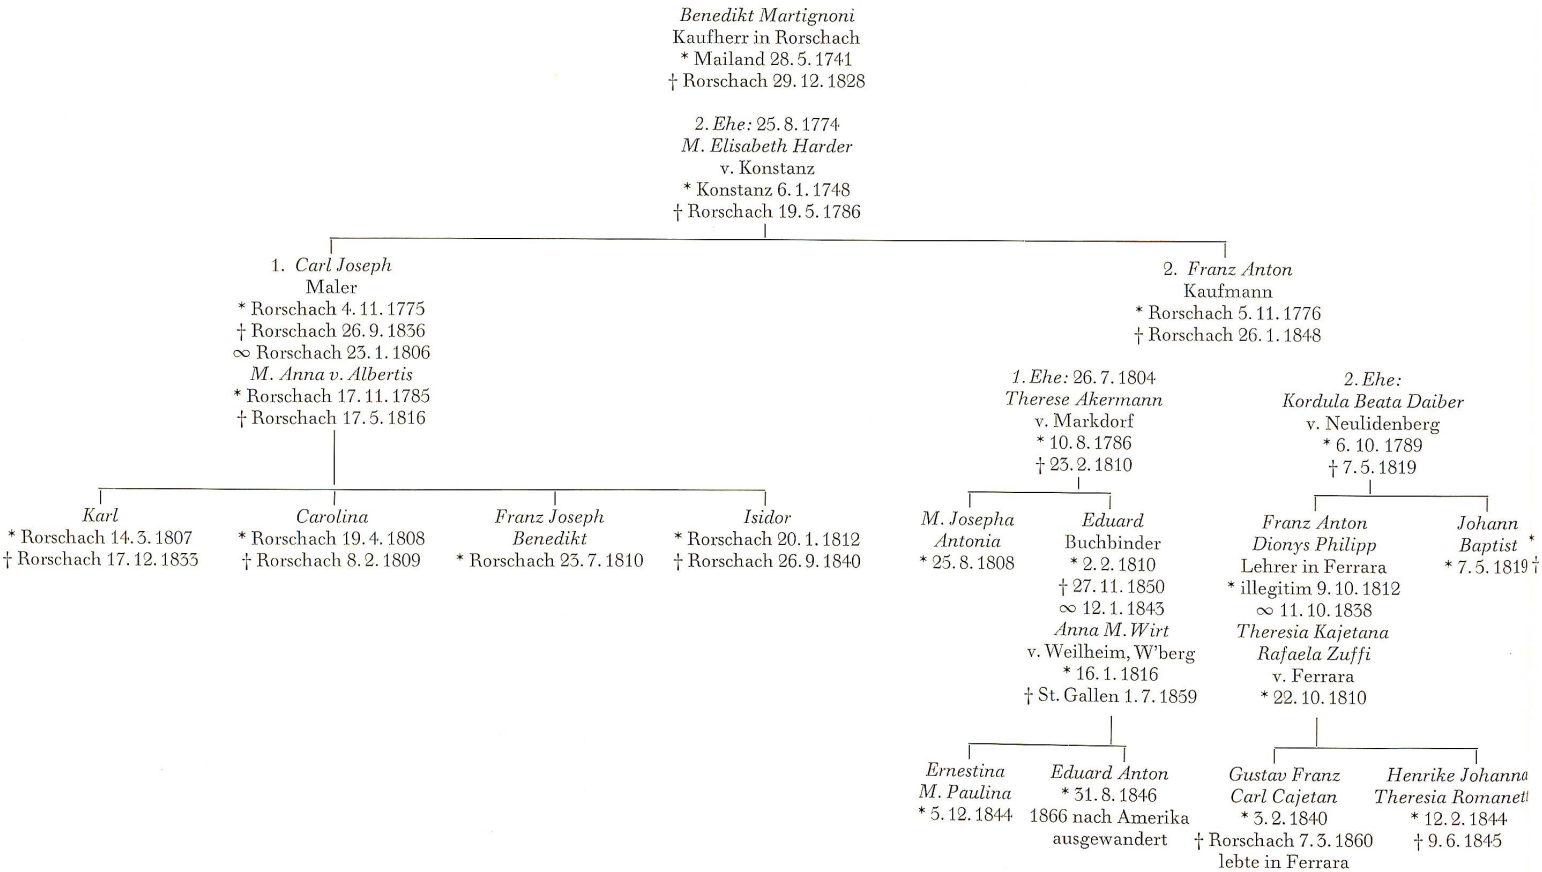 Benedikt Martignoni
Kaufherr in Rorschach
* Mailand 28. 5. 1741
† Rorschach 29. 12. 1828
2. Ehe: 25. 8. 1774
M. Elisabeth Harder
v. Konstanz
* Konstanz 6. 1. 1748
† Rorschach 19. 5. 1786
1. Carl Joseph
Maler
* Rorschach 4. 11. 1775
† Rorschach 26. 9. 1836
∞ Rorschach 23. 1. 1806
M. Anna v. Albertis
* Rorschach 17. 11. 1785
† Rorschach 17. 5. 1816
2. Franz Anton
Kaufmann
* Rorschach 5. 11. 1776
† Rorschach 26. 1. 1848
1. Ehe: 26. 7. 1804
Therese Akermann
v. Markdorf
* 10. 8. 1786
† 23. 2. 1810
2. Ehe:
Kordula Beata Daiber
v. Neulidenberg
* 6. 10. 1789
† 7. 5. 1819
Karl
* Rorschach 14. 3. 1807
† Rorschach 17. 12. 1833
Carolina
* Rorschach 19. 4. 1808
† Rorschach 8. 2. 1809
Franz Joseph
Benedikt
* Rorschach 23. 7. 1810
Isidor
* Rorschach 20. 1. 1812
† Rorschach 26. 9. 1840
M. Josepha
Antonia
* 25. 8. 1808
Eduard
Buchbinder
* 2. 2. 1810
† 27. 11. 1850
∞ 12. 1. 1843
Anna M. Wirt
v. Weilheim, W'berg
* 16. 1. 1816
† St. Gallen 1. 7. 1859
Franz Anton
Dionys Philipp
Lehrer in Ferrara
* illegitim 9. 10. 1812
∞ 11. 10. 1838
Theresia Kajetana
Rafaela Zuffi
v. Ferrara
* 22. 10. 1810
Johann
Baptist *
* 7. 5. 1819 †
Ernestina
M. Paulina
* 5. 12. 1844
Eduard Anton
* 31. 8. 1846
1866 nach Amerika
ausgewandert
Gustav Franz
Carl Cajetan
* 3. 2. 1840
† Rorschach 7. 3. 1860
lebte in Ferrara
Henrike Johanna
Theresia
* 12. 2. 1844
† 9. 6. 1845